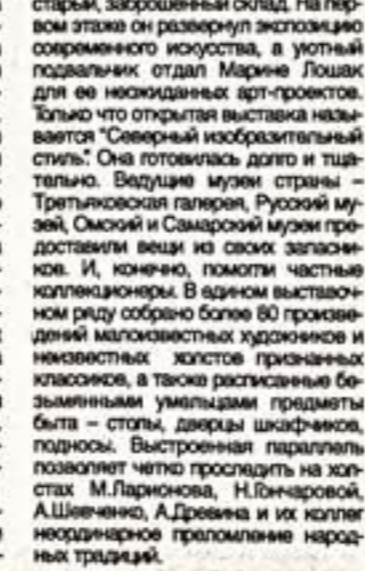 старый, заброшенный склад. На пер-
вом этаже он развернул экспозицию
современного искусства, а уютный
подвальчик отдал Марине Лошак
для ее неожиданных арт-проектов.
Только что открытая выставка назы-
вается "Северный изобразительный
стиль". Она готовилась долго и тща-
тельно. Ведущие музеи страны –
Третьяковская галерея, Русский му-
зей, Омский и Самарский музеи пре-
доставили вещи из своих запасни-
ков. И, конечно, помогли частные
коллекционеры. В едином выставоч-
ном ряду собрано более 80 произве-
дений малоизвестных художников и
неизвестных холстов признанных
классиков, а также расписанные бе-
зымянными умельцами предметы
быта – столы, дверцы шкафчиков,
подносы. Выстроенная параллель
позволяет четко проследить на хол-
стах М.Ларионова, Н.Гончаровой,
А.Шевченко, А.Древина и их коллег
неординарное преломление народ-
ных традиций.